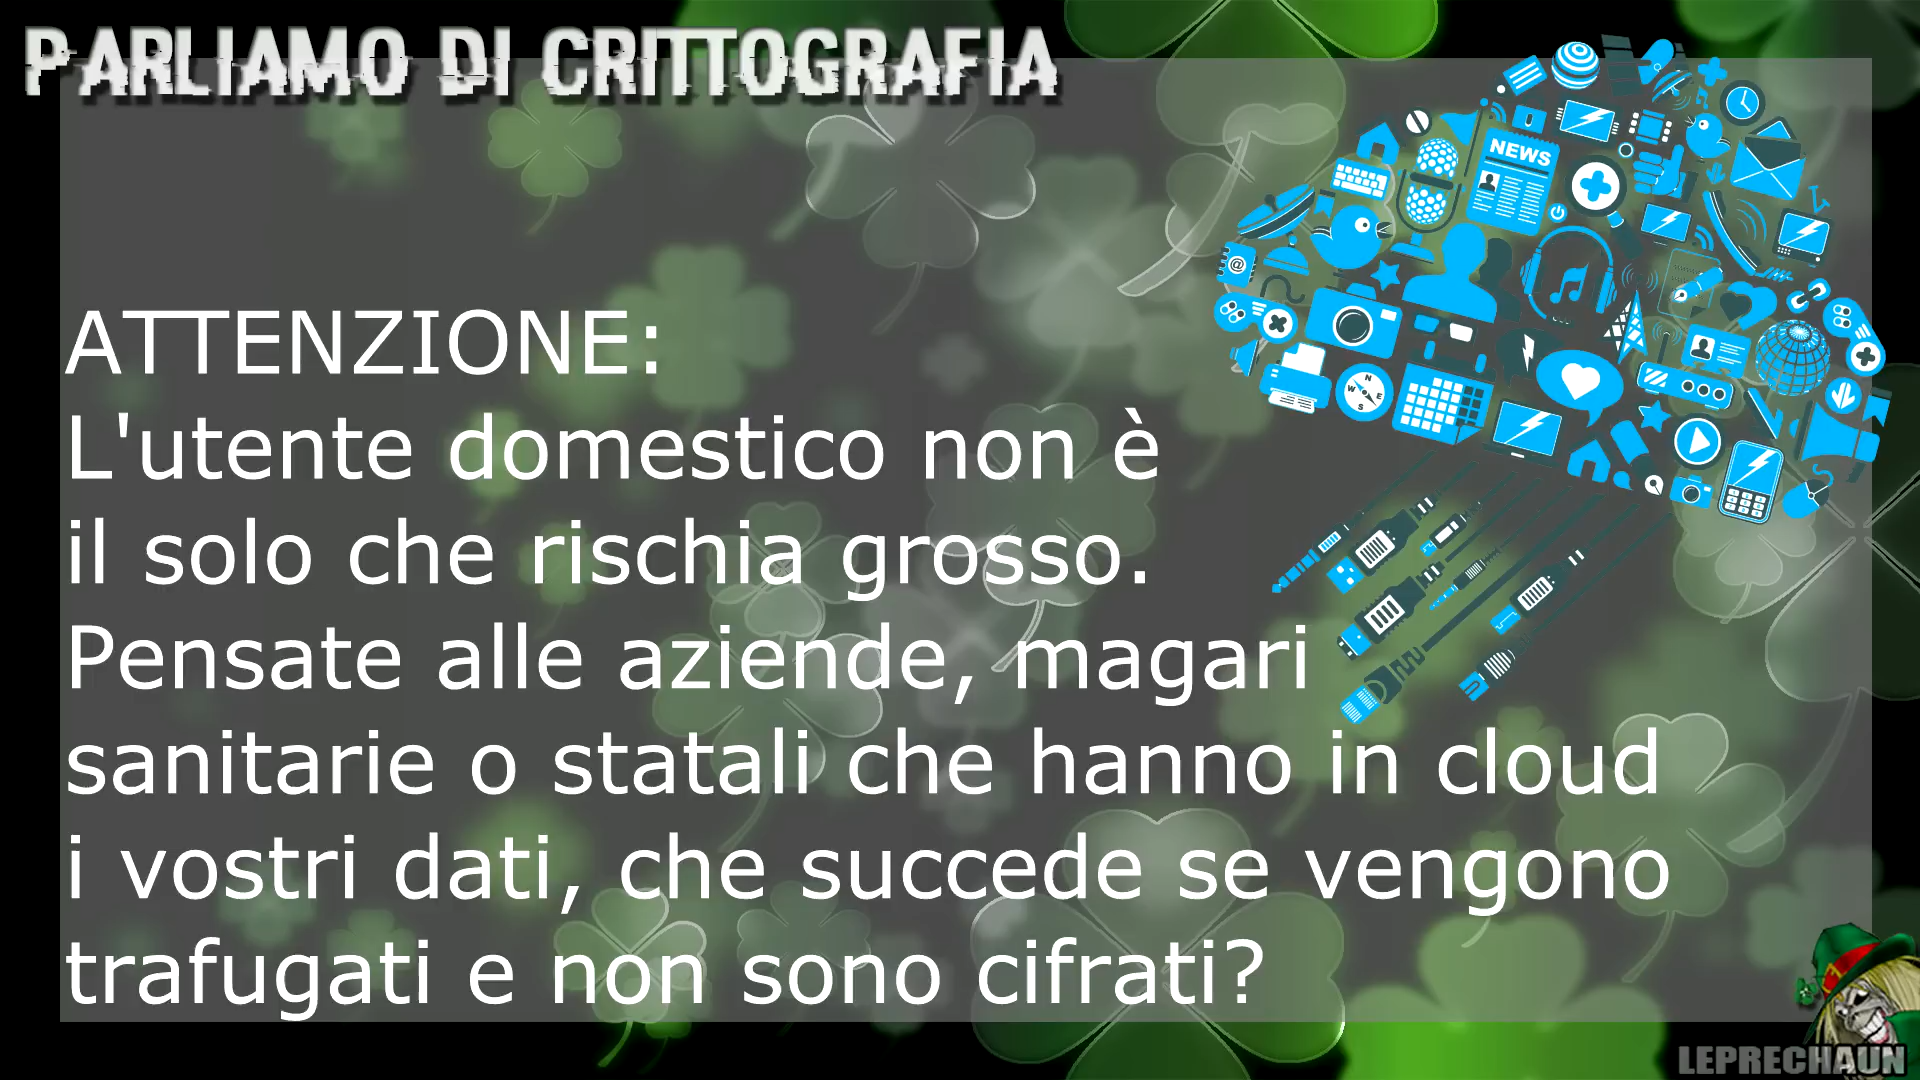 PARLIAMO DI CRITTOGRAFIA
NEWS
@
N
W E
S
ATTENZIONE:
L'utente domestico non è
il solo che rischia grosso.
Pensate alle aziende, magari
sanitarie o statali che hanno in cloud
i vostri dati, che succede se vengono
trafugati e non sono cifrati?
LEPRECHAUN